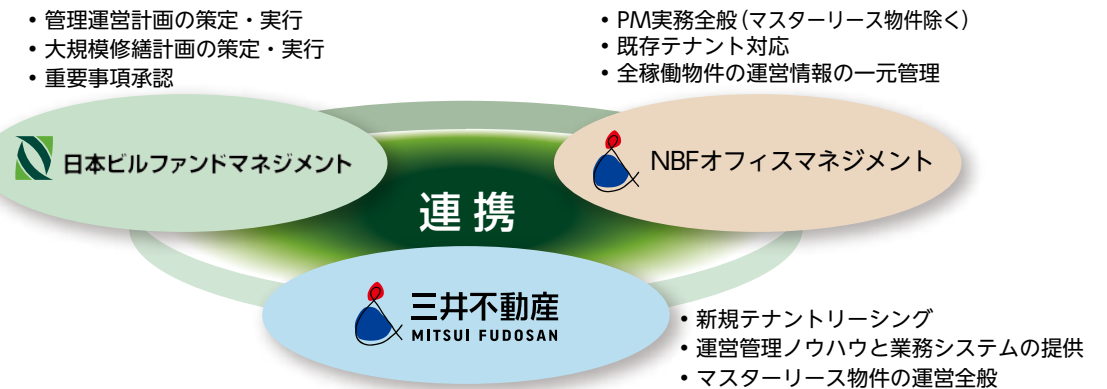 • 管理運営計画の策定・実行
• 大規模修繕計画の策定・実行
• 重要事項承認
• PM実務全般(マスターリース物件除く)
• 既存テナント対応
• 全稼働物件の運営情報の一元管理
日本ビルファンドマネジメント
NBFオフィスマネジメント
連携
三井不動産
MITSUI FUDOSAN
• 新規テナントリーシング
• 運営管理ノウハウと業務システムの提供
• マスターリース物件の運営全般